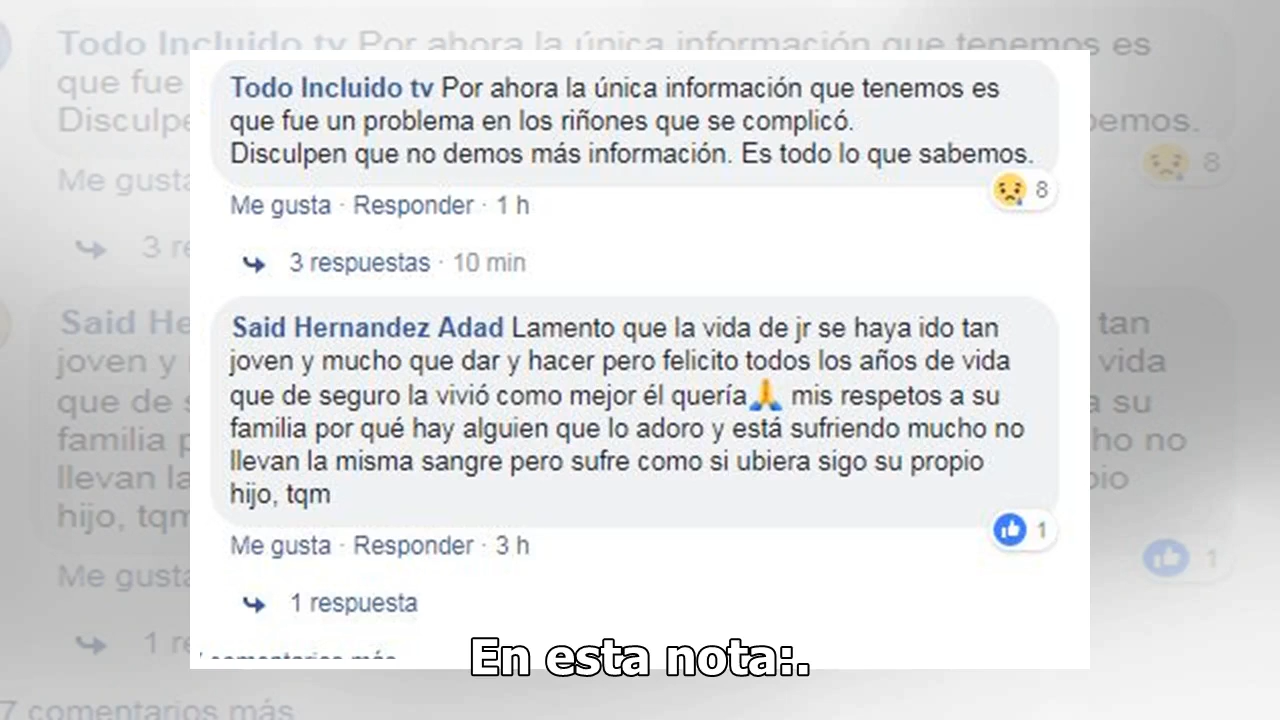 Todo Incluido tv Por ahora la única información que tenemos es
que fue un problema en los riñones que se complicó.
Disculpen que no demos más información. Es todo lo que sabemos.
8
Me gusta · Responder · 1 h
3 respuestas · 10 min
Said Hernandez Adad Lamento que la vida de jr se haya ido tan
joven y mucho que dar y hacer pero felicito todos los años de vida
que de seguro la vivió como mejor él quería🙏 mis respetos a su
familia por qué hay alguien que lo adoro y está sufriendo mucho no
llevan la misma sangre pero sufre como si ubiera sigo su propio
hijo, tqm
1
Me gusta · Responder · 3 h
1 respuesta
En esta nota:.
7 comentarios más